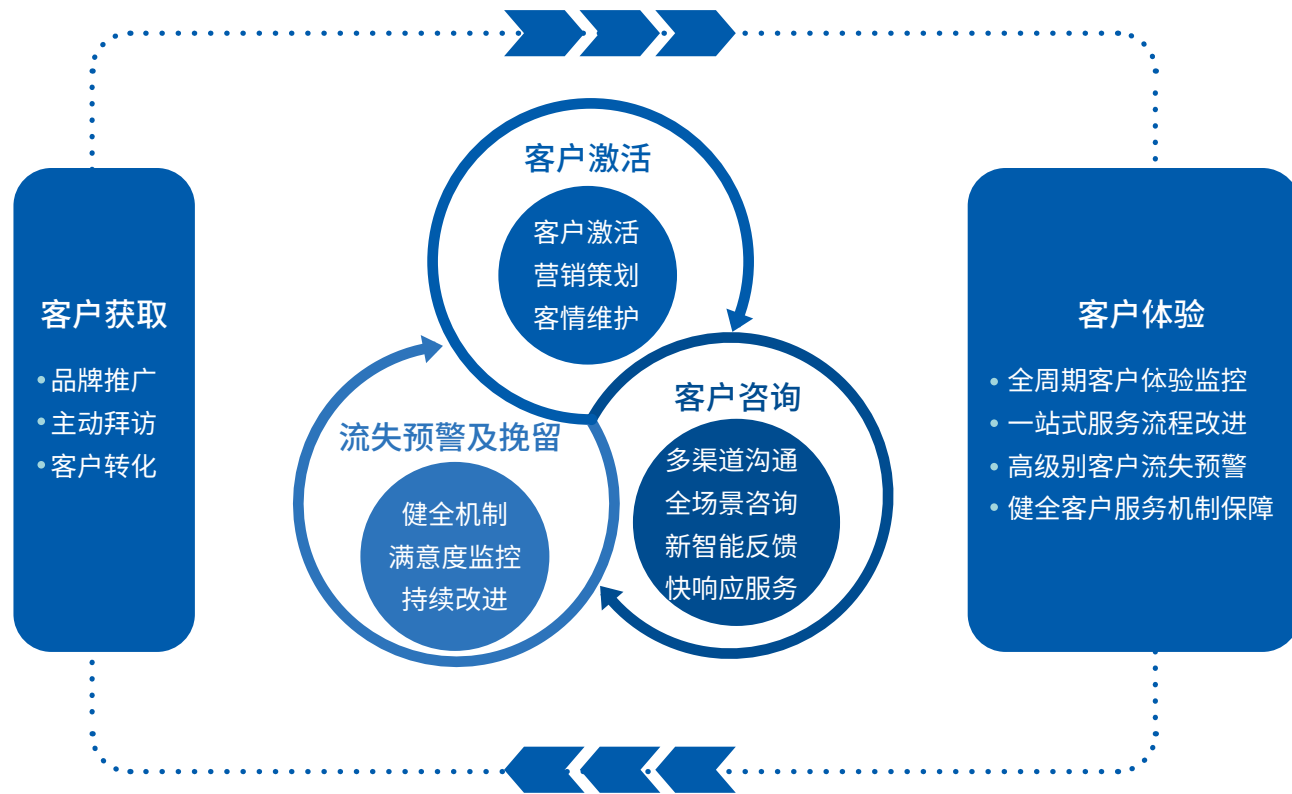 客户获取
品牌推广
主动拜访
客户转化
客户激活
客户激活
营销策划
客情维护
流失预警及挽留
健全机制
满意度监控
持续改进
客户咨询
多渠道沟通
全场景咨询
新智能反馈
快响应服务
客户体验
全周期客户体验监控
一站式服务流程改进
高级别客户流失预警
健全客户服务机制保障